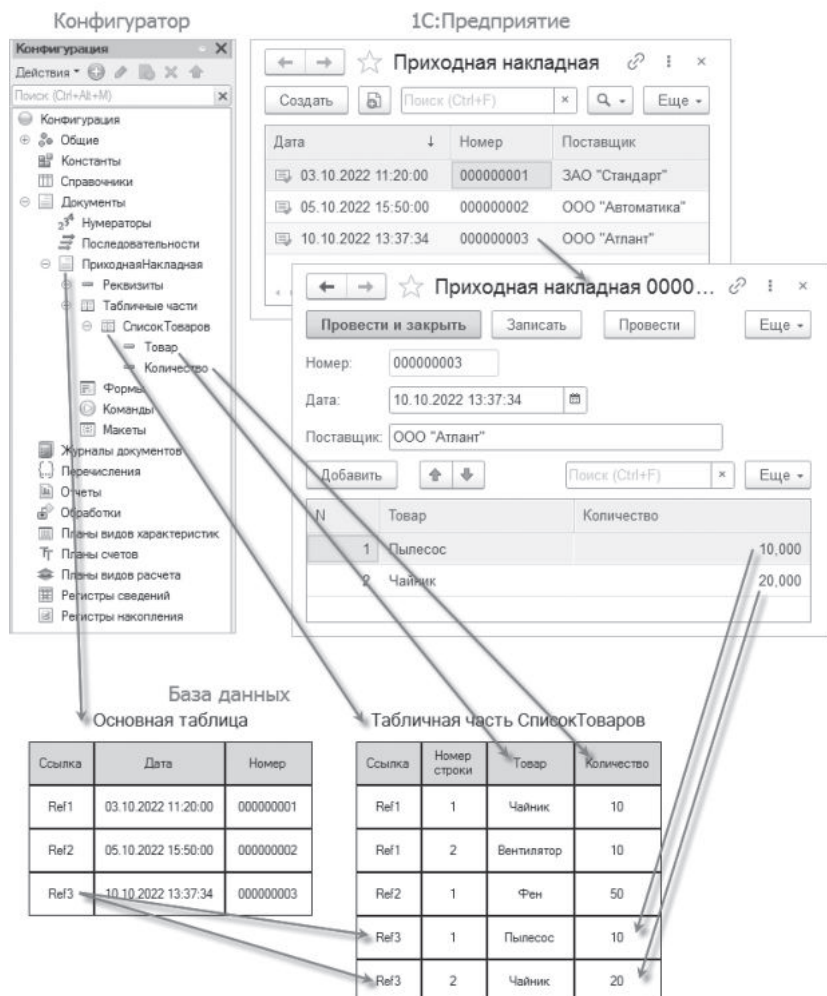 Конфигуратор
1С:Предприятие
Конфигурация
Действия
Поиск (Ctrl+Alt+M)
Конфигурация
Общие
Константы
Справочники
Документы
Нумераторы
Последовательности
ПриходнаяНакладная
Реквизиты
Табличные части
СписокТоваров
Товар
Количество
Формы
Команды
Макеты
Журналы документов
Перечисления
Отчеты
Обработки
Планы видов характеристик
Планы счетов
Планы видов расчета
Регистры сведений
Регистры накопления
Приходная накладная
Создать Поиск (Ctrl+F) Еще
Дата Номер Поставщик
03.10.2022 11:20:00 000000001 ЗАО "Стандарт"
05.10.2022 15:50:00 000000002 ООО "Автоматика"
10.10.2022 13:37:34 000000003 ООО "Атлант"
Приходная накладная 0000...
Провести и закрыть Записать Провести Еще
Номер: 000000003
Дата: 10.10.2022 13:37:34
Поставщик: ООО "Атлант"
Добавить Поиск (Ctrl+F) Еще
N Товар Количество
1 Пылесос 10,000
2 Чайник 20,000
База данных
Основная таблица
Ссылка Дата Номер
Ref1 03.10.2022 11:20:00 000000001
Ref2 05.10.2022 15:50:00 000000002
Ref3 10.10.2022 13:37:34 000000003
Табличная часть СписокТоваров
Ссылка Номер строки Товар Количество
Ref1 1 Чайник 10
Ref1 2 Вентилятор 10
Ref2 1 Фен 50
Ref3 1 Пылесос 10
Ref3 2 Чайник 20